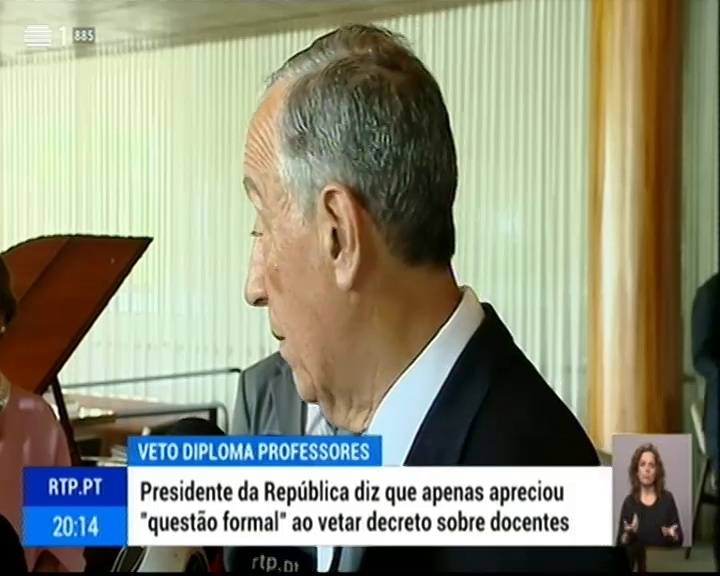 1 885
VETO DIPLOMA PROFESSORES
RTP.PT
Presidente da República diz que apenas apreciou
20:14
"questão formal" ao vetar decreto sobre docentes
rtp.pt